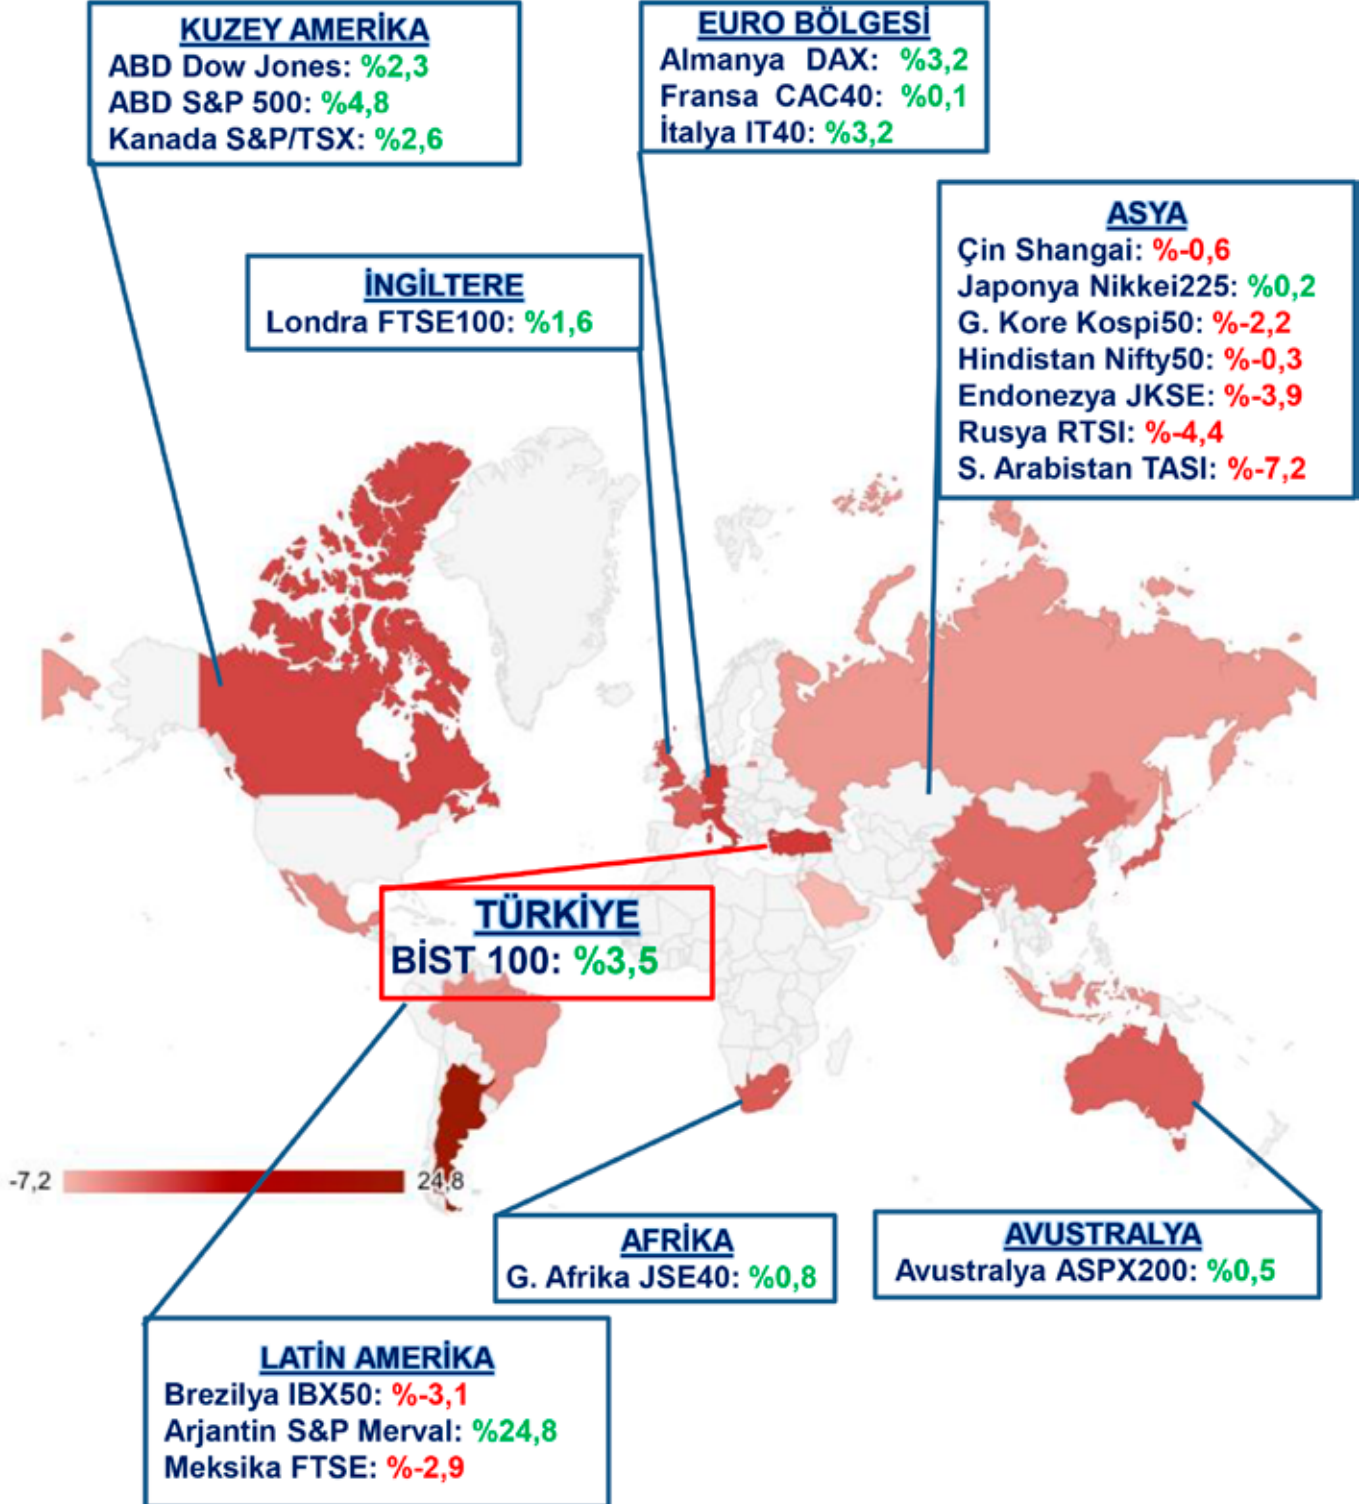 KUZEY AMERİKA
ABD Dow Jones: %2,3
ABD S&P 500: %4,8
Kanada S&P/TSX: %2,6
EURO BÖLGESİ
Almanya DAX: %3,2
Fransa CAC40: %0,1
İtalya IT40: %3,2
ASYA
Çin Shangai: %-0,6
Japonya Nikkei225: %0,2
G. Kore Kospi50: %-2,2
Hindistan Nifty50: %-0,3
Endonezya JKSE: %-3,9
Rusya RTSI: %-4,4
S. Arabistan TASI: %-7,2
İNGİLTERE
Londra FTSE100: %1,6
TÜRKİYE
BİST 100: %3,5
-7,2
24,8
AFRİKA
G. Afrika JSE40: %0,8
AVUSTRALYA
Avustralya ASPX200: %0,5
LATİN AMERİKA
Brezilya IBX50: %-3,1
Arjantin S&P Merval: %24,8
Meksika FTSE: %-2,9